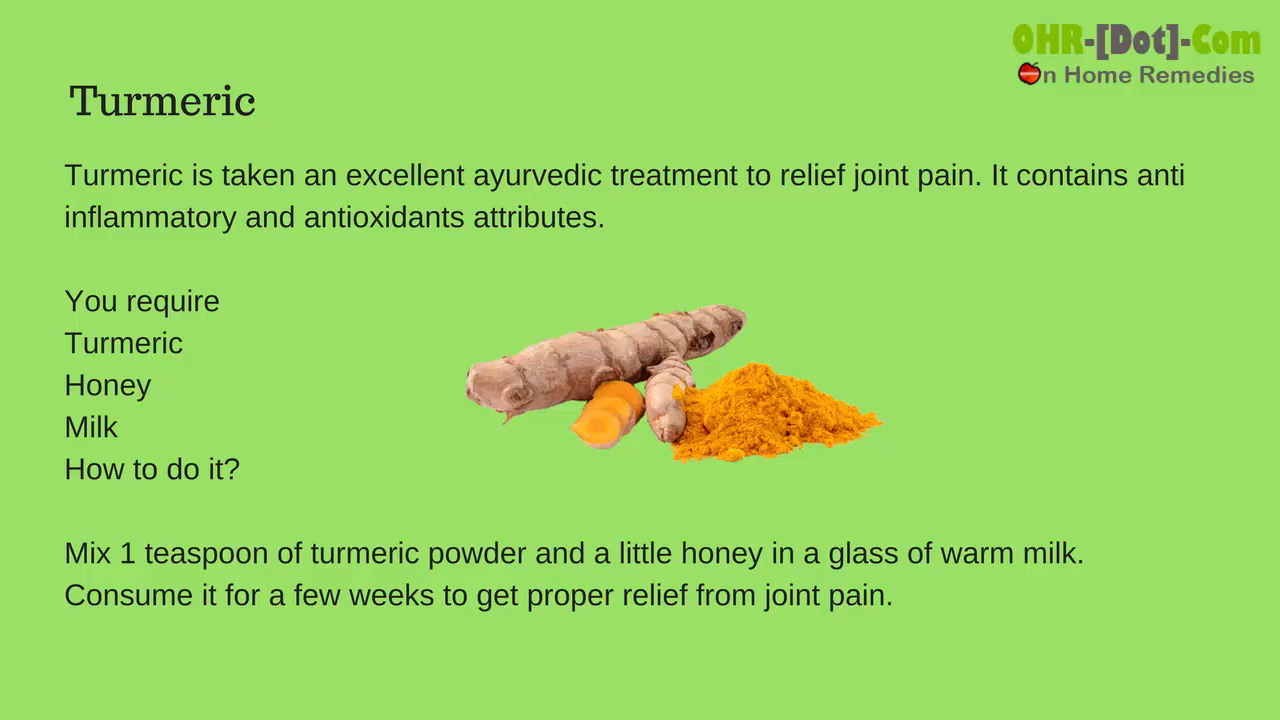 OHR-[Dot]-Com
On Home Remedies
Turmeric
Turmeric is taken an excellent ayurvedic treatment to relief joint pain. It contains anti
inflammatory and antioxidants attributes.
You require
Turmeric
Honey
Milk
How to do it?
Mix 1 teaspoon of turmeric powder and a little honey in a glass of warm milk.
Consume it for a few weeks to get proper relief from joint pain.